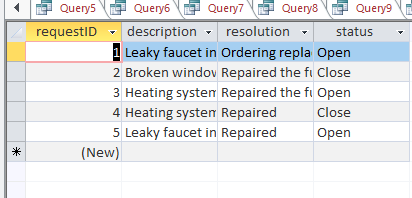 Query5 Query6 Query7 Query8 Query9
requestID description resolution status
1 Leaky faucet in Ordering repla Open
2 Broken window Repaired the fu Close
3 Heating system Repaired the fu Open
4 Heating system Repaired Close
5 Leaky faucet in Repaired Open
(New)